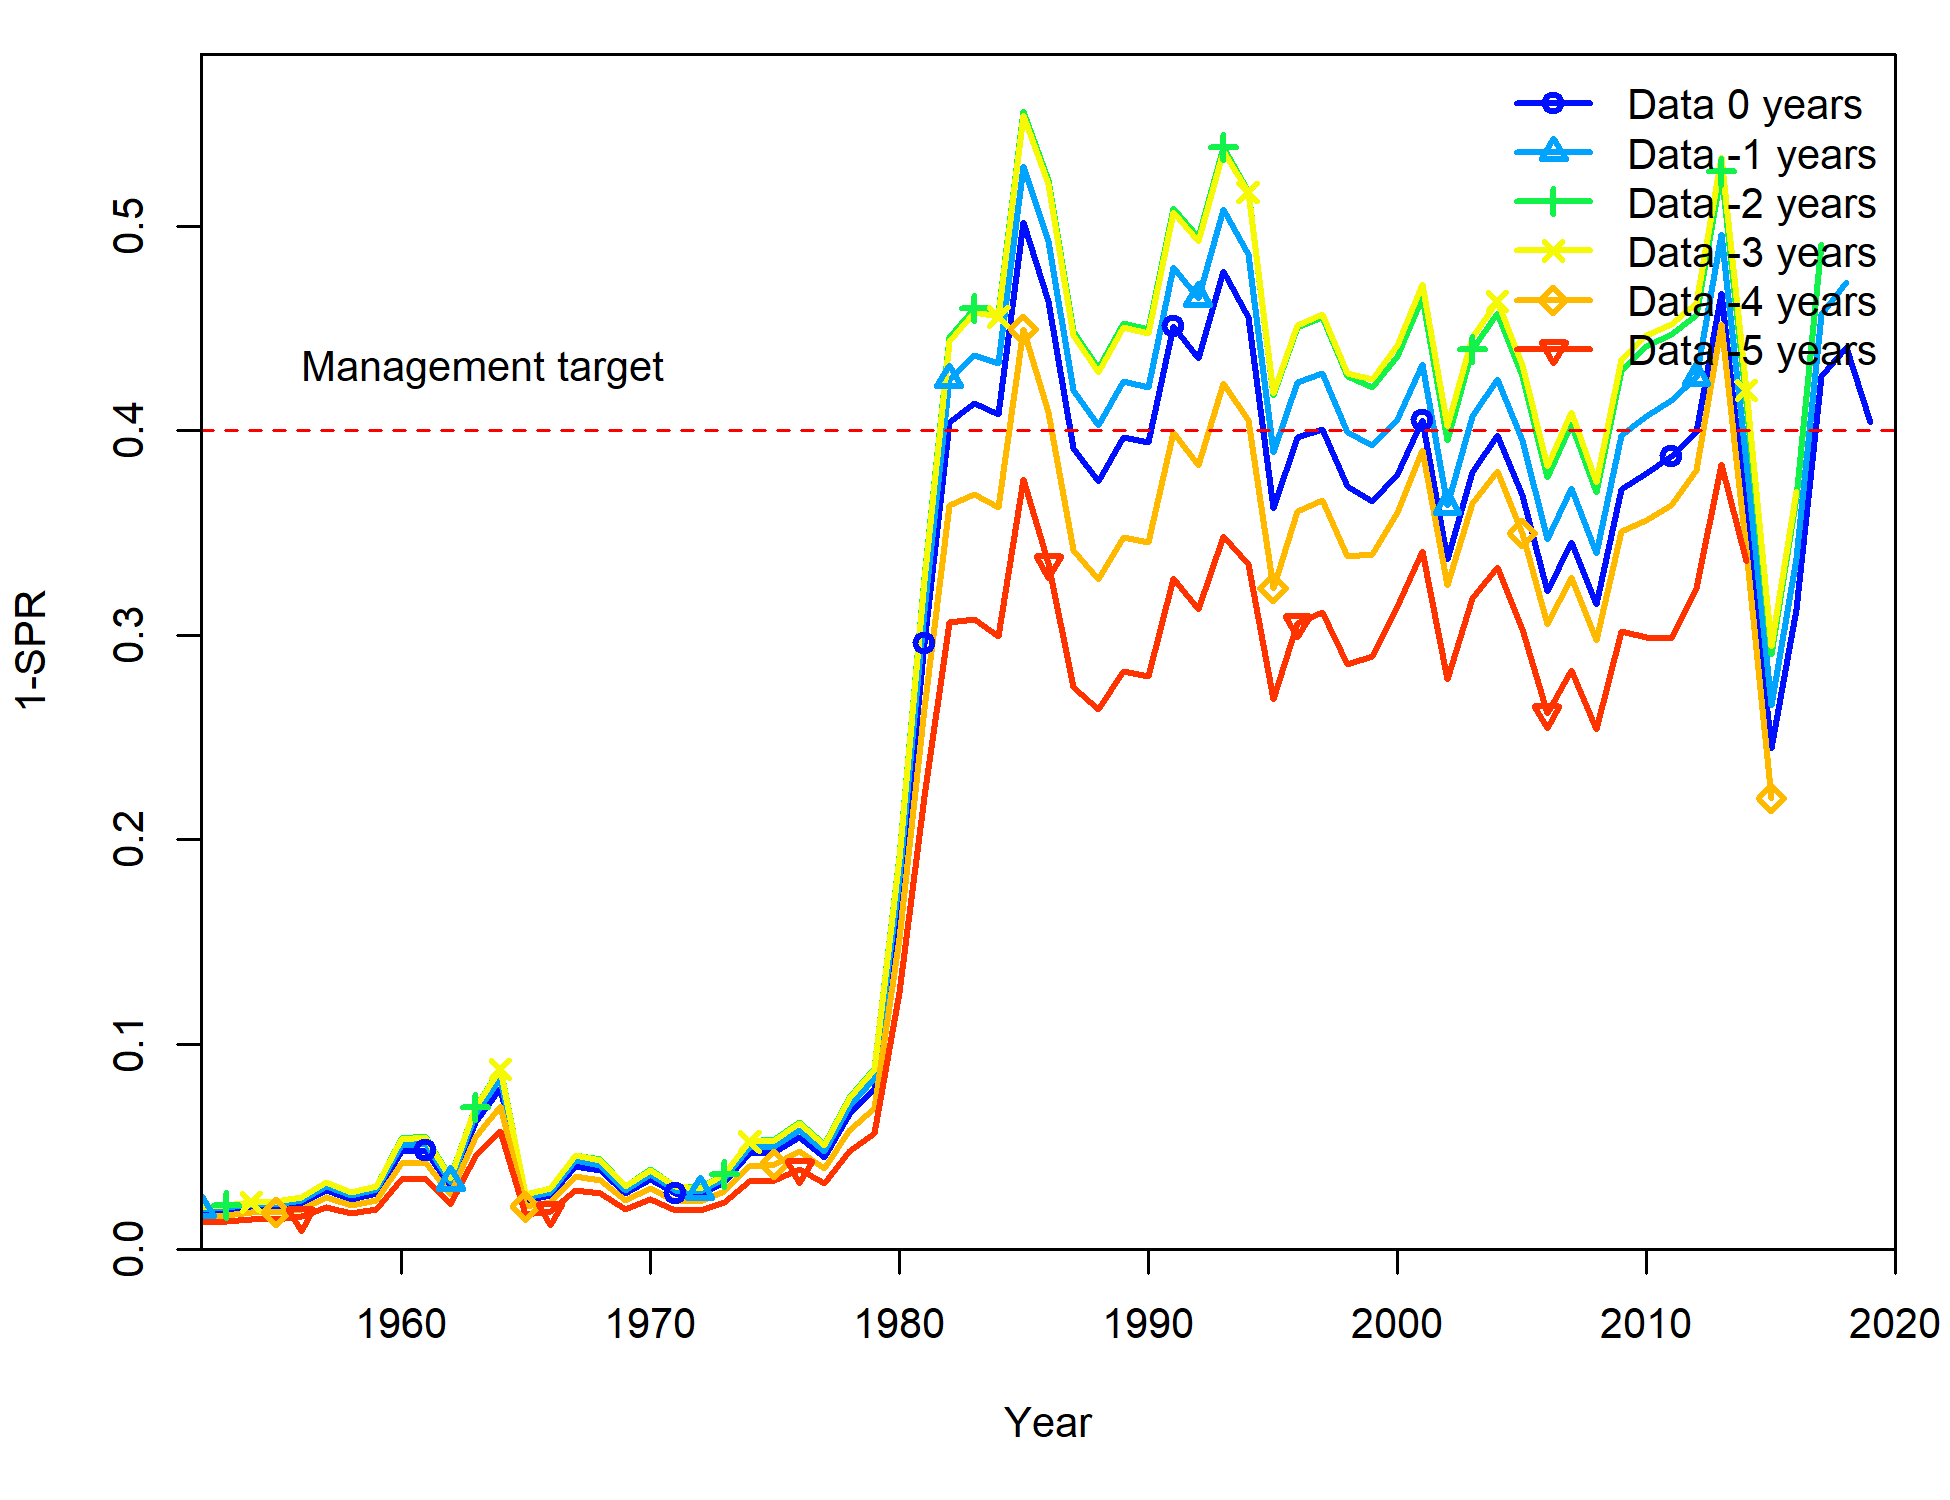 Data 0 years
Data -1 years
Data -2 years
Data -3 years
Data -4 years
Data -5 years
Management target
1-SPR
0.5
0.4
0.3
0.2
0.1
0.0
1960 1970 1980 1990 2000 2010 2020
Year